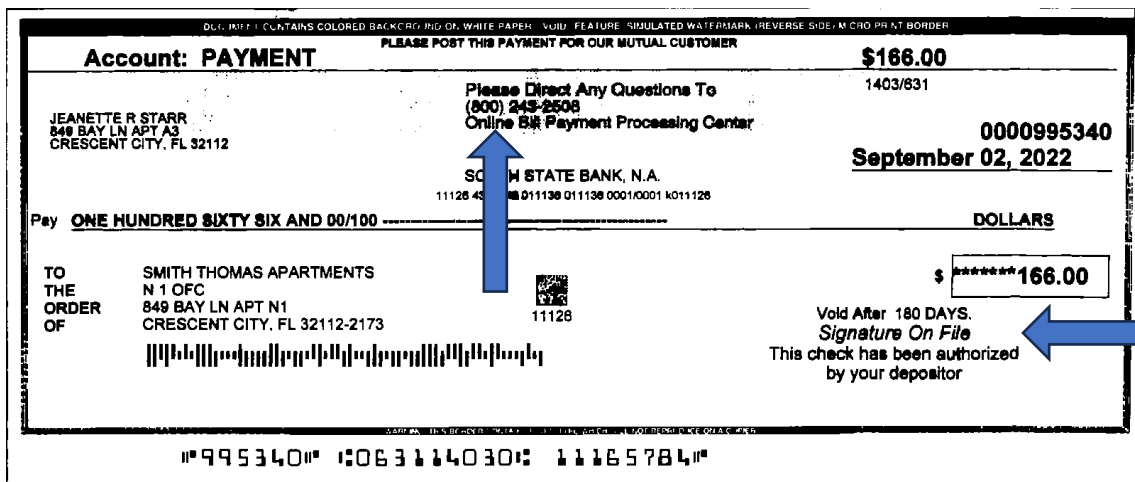 DOCUMENT CONTAINS COLORED BACKGROUND ON WHITE PAPER VOID FEATURE SIMULATED WATERMARK (REVERSE SIDE) MICRO PRINT BORDER
PLEASE POST THIS PAYMENT FOR OUR MUTUAL CUSTOMER
Account: PAYMENT $166.00
1403/631
Please Direct Any Questions To
(800) 243-2508
Online Bill Payment Processing Center
JEANETTE R STARR
849 BAY LN APT A3
CRESCENT CITY, FL 32112
0000995340
September 02, 2022
STATE BANK, N.A.
11126 011136 011136 0001/0001 k011126
Pay ONE HUNDRED SIXTY SIX AND 00/100 ---------------------------------------- DOLLARS
TO THE ORDER OF
SMITH THOMAS APARTMENTS
N 1 OFC
849 BAY LN APT N1
CRESCENT CITY, FL 32112-2173
11126
$ *******166.00
Void After 180 DAYS.
Signature On File
This check has been authorized
by your depositor
⑈995340⑈ ⑆063114030⑆ 11165784⑈